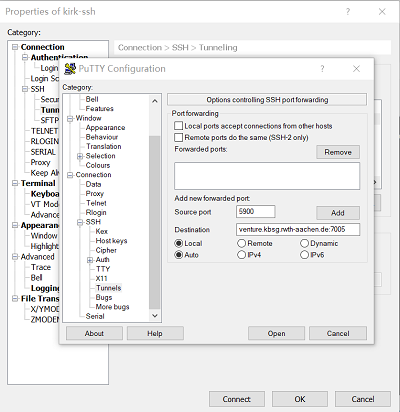 Properties of kirk-ssh
Category:
Connection
Authentication
Login
Login Sc
SSH
Secur
Tunne
SFTP
TELNET
RLOGIN
SERIAL
Proxy
Keep Aliv
Terminal
Keyboa
VT Mode
Advance
Appearanc
Window
Highlight
Advanced
Trace
Bell
Logging
File Trans
X/YMOD
ZMODEM
Connection > SSH > Tunneling
PuTTY Configuration
Category:
Bell
Features
Window
Appearance
Behaviour
Translation
Selection
Colours
Connection
Data
Proxy
Telnet
Rlogin
SSH
Kex
Host keys
Cipher
Auth
TTY
X11
Tunnels
Bugs
More bugs
Serial
Options controlling SSH port forwarding
Port forwarding
Local ports accept connections from other hosts
Remote ports do the same (SSH-2 only)
Forwarded ports:
Remove
Add new forwarded port:
Source port 5900 Add
Destination venture.kbsg.rwth-aachen.de:7005
Local Remote Dynamic
Auto IPv4 IPv6
About Help Open Cancel
Connect OK Cancel